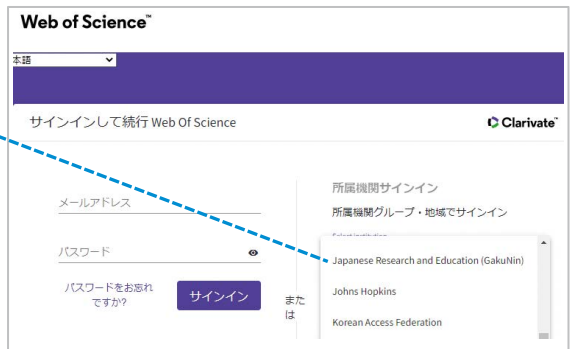 Web of Science™
本語
サインインして続行 Web Of Science
Clarivate™
メールアドレス
パスワード
パスワードをお忘れ
ですか?
サインイン
また
は
所属機関サインイン
所属機関グループ・地域でサインイン
Select institution
Japanese Research and Education (GakuNin)
Johns Hopkins
Korean Access Federation